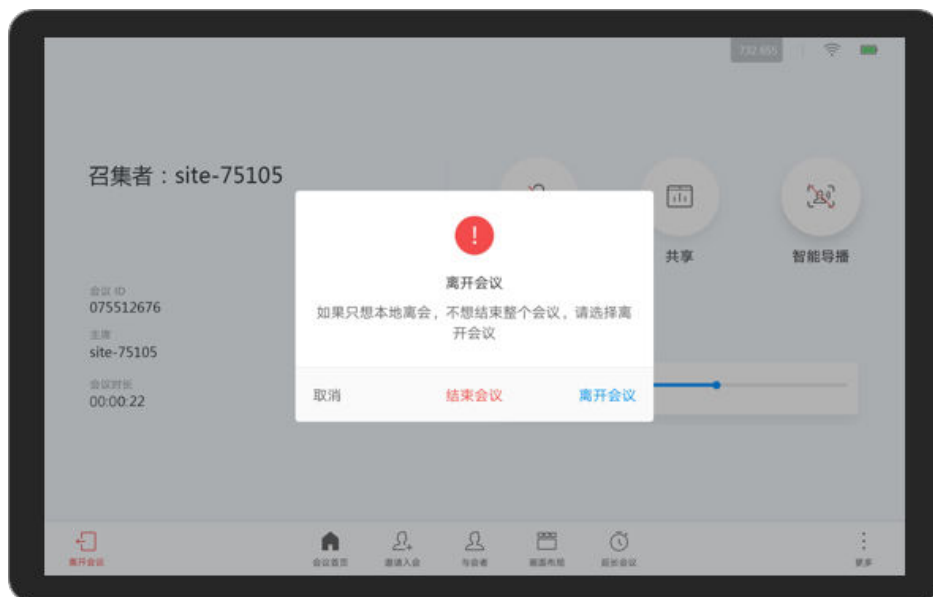 732 655
召集者：site-75105
共享
智能导播
会议 ID
075512676
主席
site-75105
会议时长
00:00:22
离开会议
如果只想本地离会，不想结束整个会议，请选择离
开会议
取消
结束会议
离开会议
离开会议
会议首页
邀请入会
与会者
画面布局
延长会议
更多